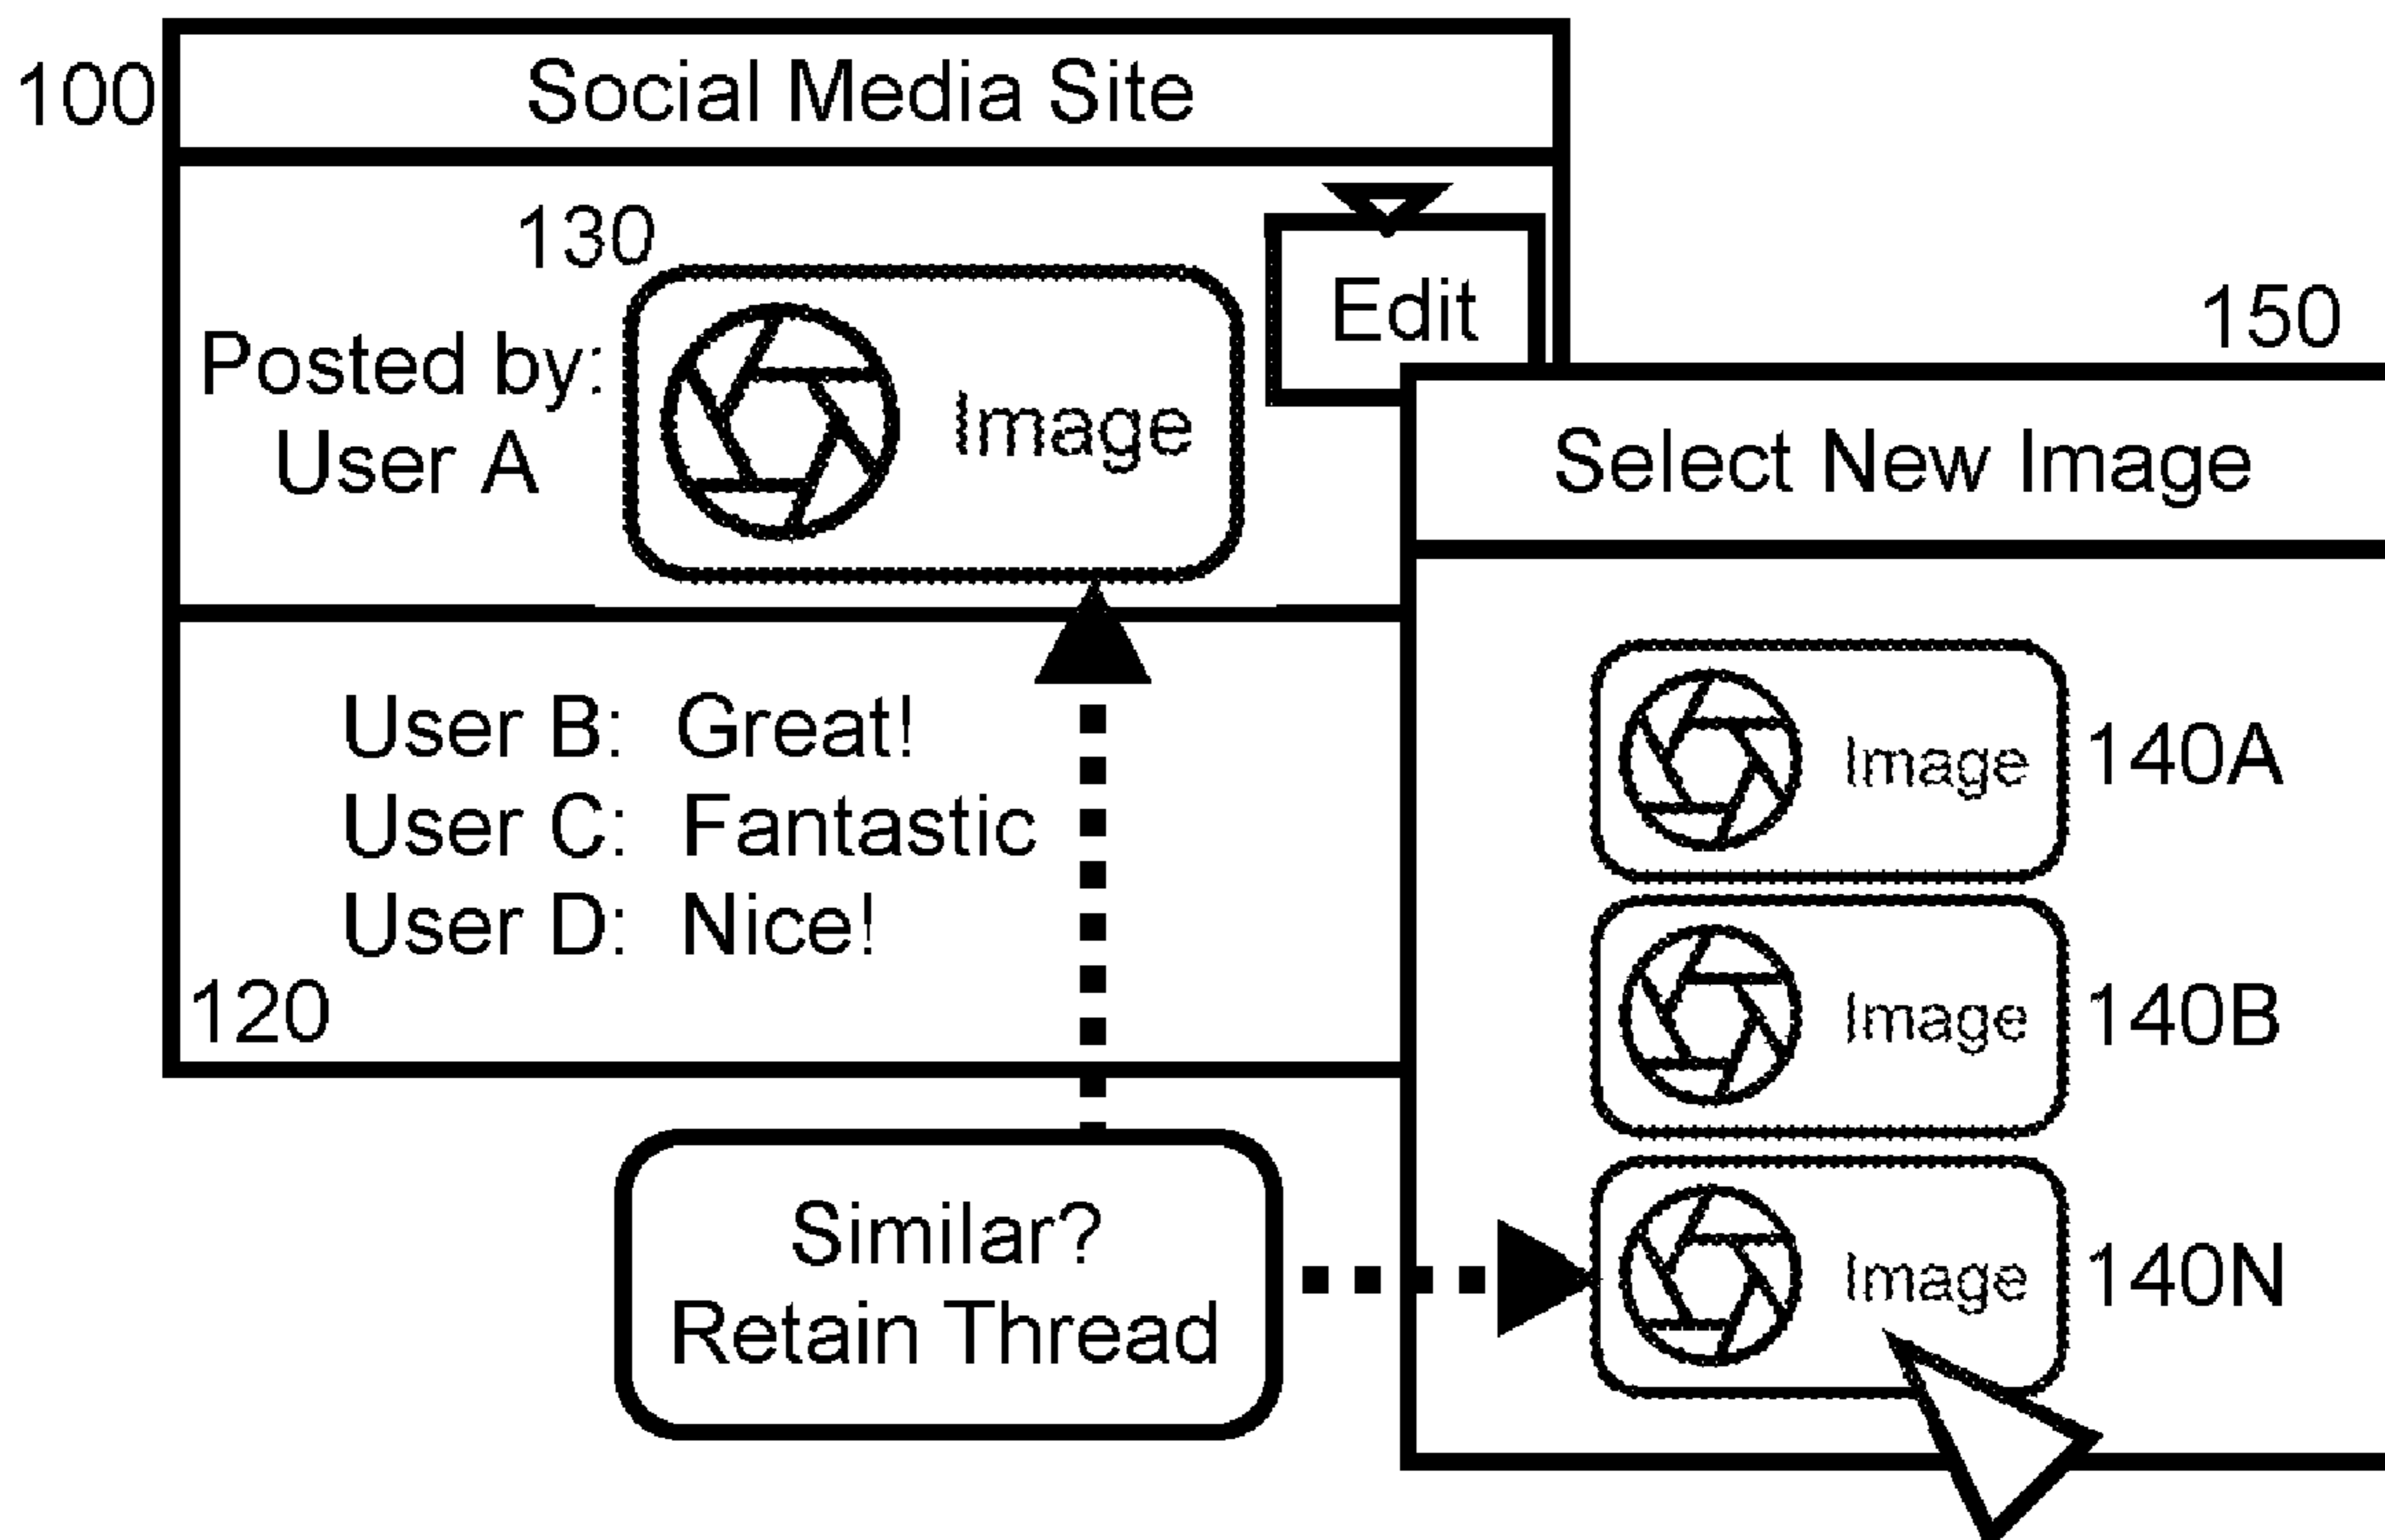 100
Social Media Site
130
Posted by:
User A
Image
Edit
150
Select New Image
User B: Great!
User C: Fantastic
User D: Nice!
120
Image 140A
Image 140B
Image 140N
Similar?
Retain Thread